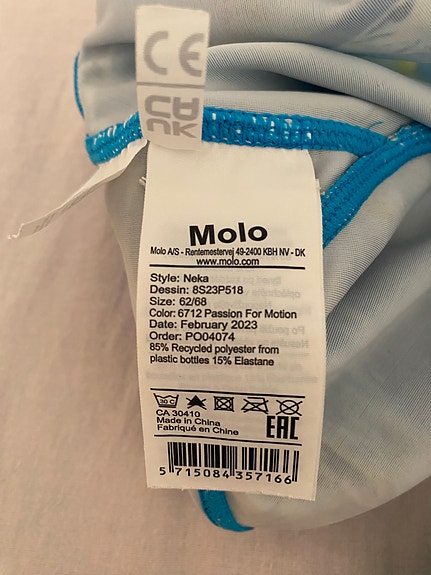 CE
UK
CA
Molo
Molo A/S - Rentemestervej 49-2400 KBH NV - DK
www.molo.com
Style: Neka
Dessin: 8S23P518
Size: 62/68
Color: 6712 Passion For Motion
Date: February 2023
Order: PO04074
85% Recycled polyester from
plastic bottles 15% Elastane
30 C
CA 30410
Made in China
Fabriqué en Chine
EAC
5 715084 357166